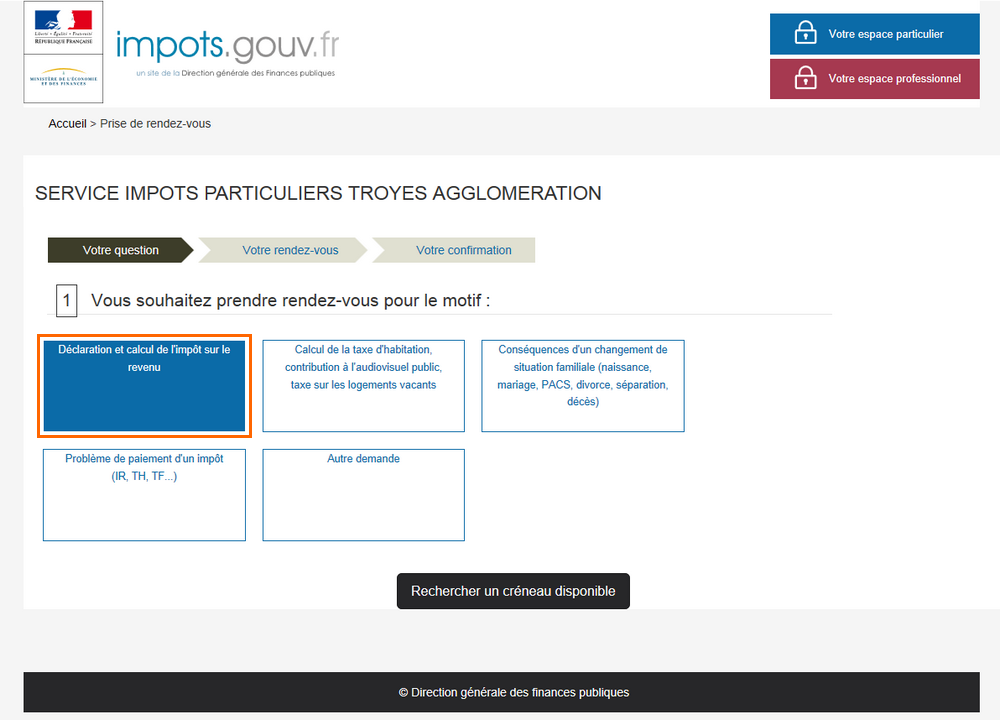 Liberté • Égalité • Fraternité
RÉPUBLIQUE FRANÇAISE
MINISTÈRE DE L'ÉCONOMIE
ET DES FINANCES
impots.gouv.fr
un site de la Direction générale des Finances publiques
Votre espace particulier
Votre espace professionnel
Accueil > Prise de rendez-vous
SERVICE IMPOTS PARTICULIERS TROYES AGGLOMERATION
Votre question
Votre rendez-vous
Votre confirmation
1 Vous souhaitez prendre rendez-vous pour le motif :
Déclaration et calcul de l'impôt sur le
revenu
Calcul de la taxe d'habitation,
contribution à l'audiovisuel public,
taxe sur les logements vacants
Conséquences d'un changement de
situation familiale (naissance,
mariage, PACS, divorce, séparation,
décès)
Problème de paiement d'un impôt
(IR, TH, TF...)
Autre demande
Rechercher un créneau disponible
© Direction générale des finances publiques